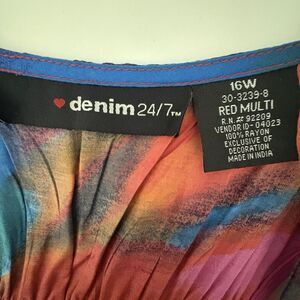 denim 24/7™
16W
30-3239-8
RED MULTI
R.N.# 92209
VENDOR ID-04023
100% RAYON
EXCLUSIVE OF
DECORATION
MADE IN INDIA